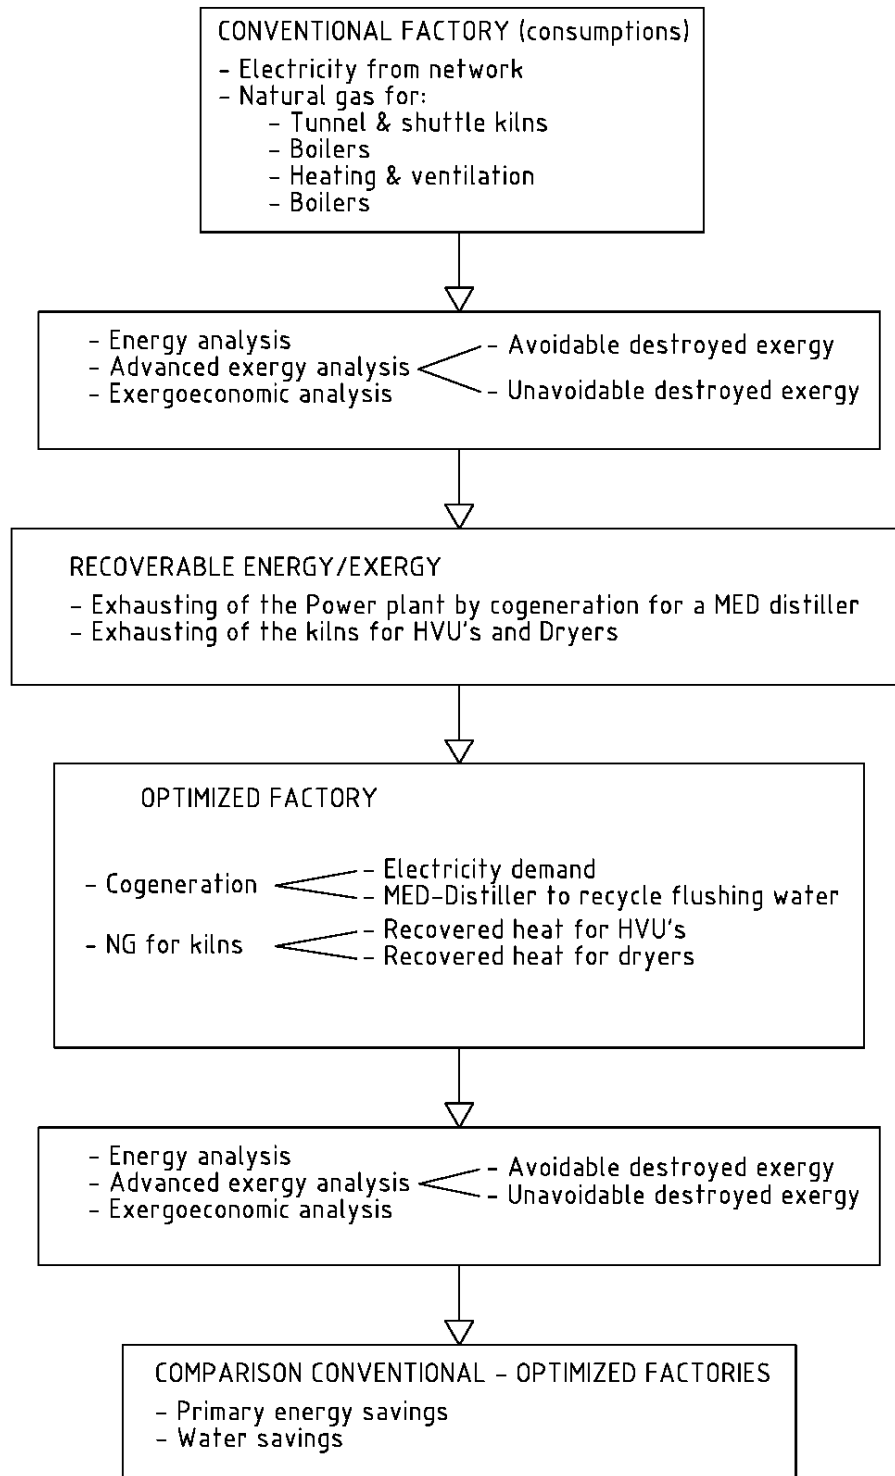 CONVENTIONAL FACTORY (consumptions)
- Electricity from network
- Natural gas for:
- Tunnel & shuttle kilns
- Boilers
- Heating & ventilation
- Boilers
- Energy analysis
- Advanced exergy analysis
- Exergoeconomic analysis
- Avoidable destroyed exergy
- Unavoidable destroyed exergy
RECOVERABLE ENERGY/EXERGY
- Exhausting of the Power plant by cogeneration for a MED distiller
- Exhausting of the kilns for HVU's and Dryers
OPTIMIZED FACTORY
- Cogeneration
- Electricity demand
- MED-Distiller to recycle flushing water
- NG for kilns
- Recovered heat for HVU's
- Recovered heat for dryers
- Energy analysis
- Advanced exergy analysis
- Exergoeconomic analysis
- Avoidable destroyed exergy
- Unavoidable destroyed exergy
COMPARISON CONVENTIONAL - OPTIMIZED FACTORIES
- Primary energy savings
- Water savings